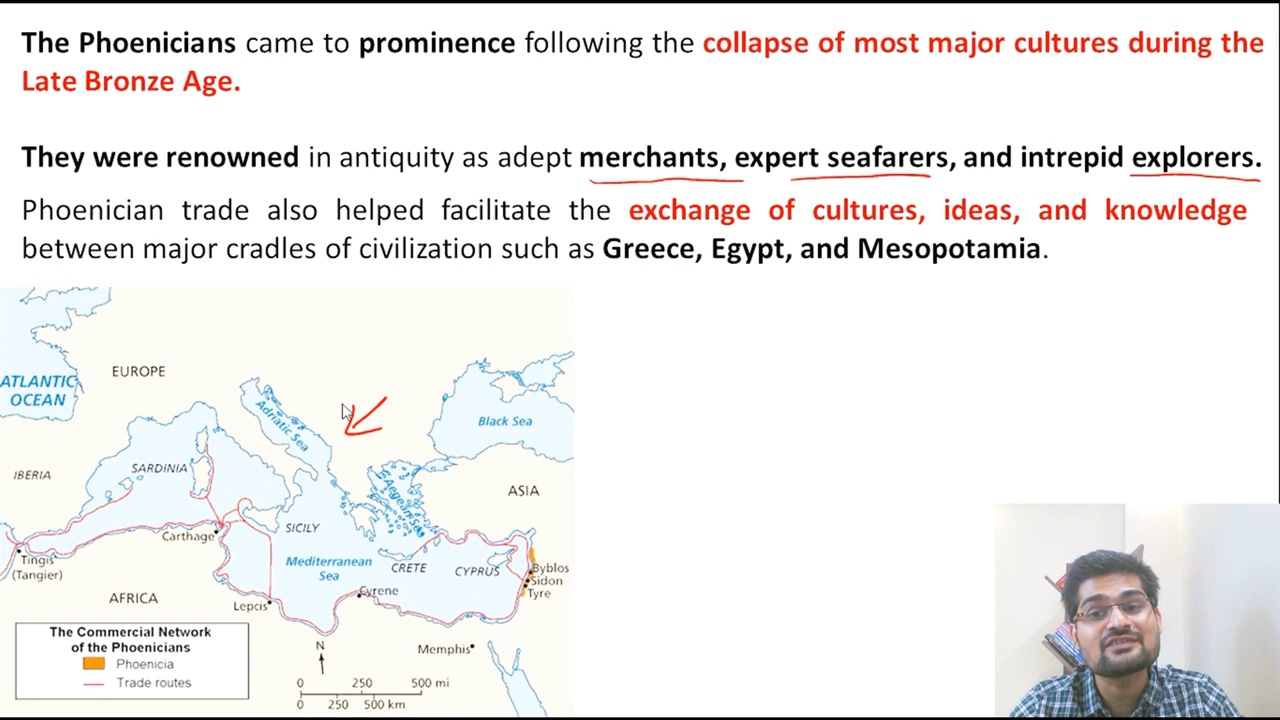 The Phoenicians came to prominence following the collapse of most major cultures during the
Late Bronze Age.
They were renowned in antiquity as adept merchants, expert seafarers, and intrepid explorers.
Phoenician trade also helped facilitate the exchange of cultures, ideas, and knowledge
between major cradles of civilization such as Greece, Egypt, and Mesopotamia.
EUROPE
ATLANTIC
OCEAN
Adriatic Sea
Black Sea
IBERIA
SARDINIA
Aegean Sea
ASIA
SICILY
Carthage
Mediterranean
Sea
CRETE
CYPRUS
Byblos
Sidon
Tyre
Tingis
(Tangier)
AFRICA
Lepcis
Cyrene
Memphis
The Commercial Network
of the Phoenicians
Phoenicia
Trade routes
N
0 250 500 mi
0 250 500 km